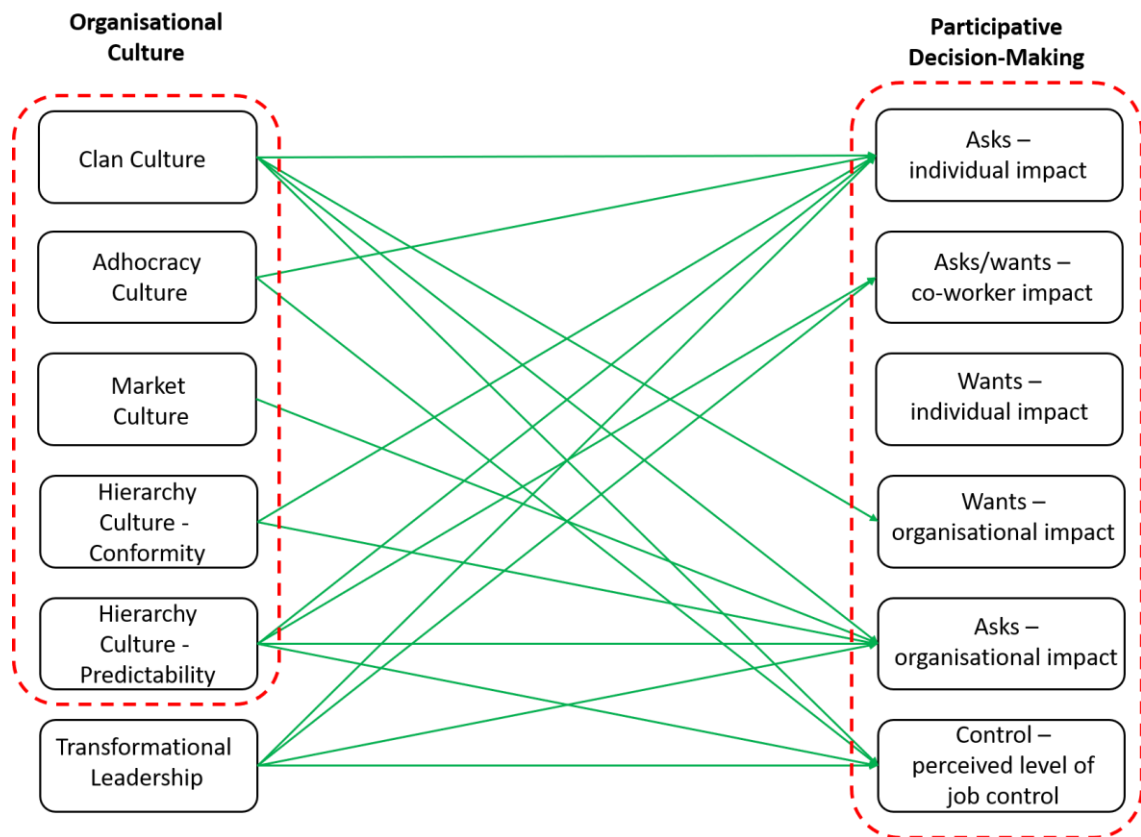 Organisational
Culture
Clan Culture
Adhocracy
Culture
Market
Culture
Hierarchy
Culture -
Conformity
Hierarchy
Culture -
Predictability
Transformational
Leadership
Participative
Decision-Making
Asks –
individual impact
Asks/wants –
co-worker impact
Wants –
individual impact
Wants –
organisational impact
Asks –
organisational impact
Control –
perceived level of
job control